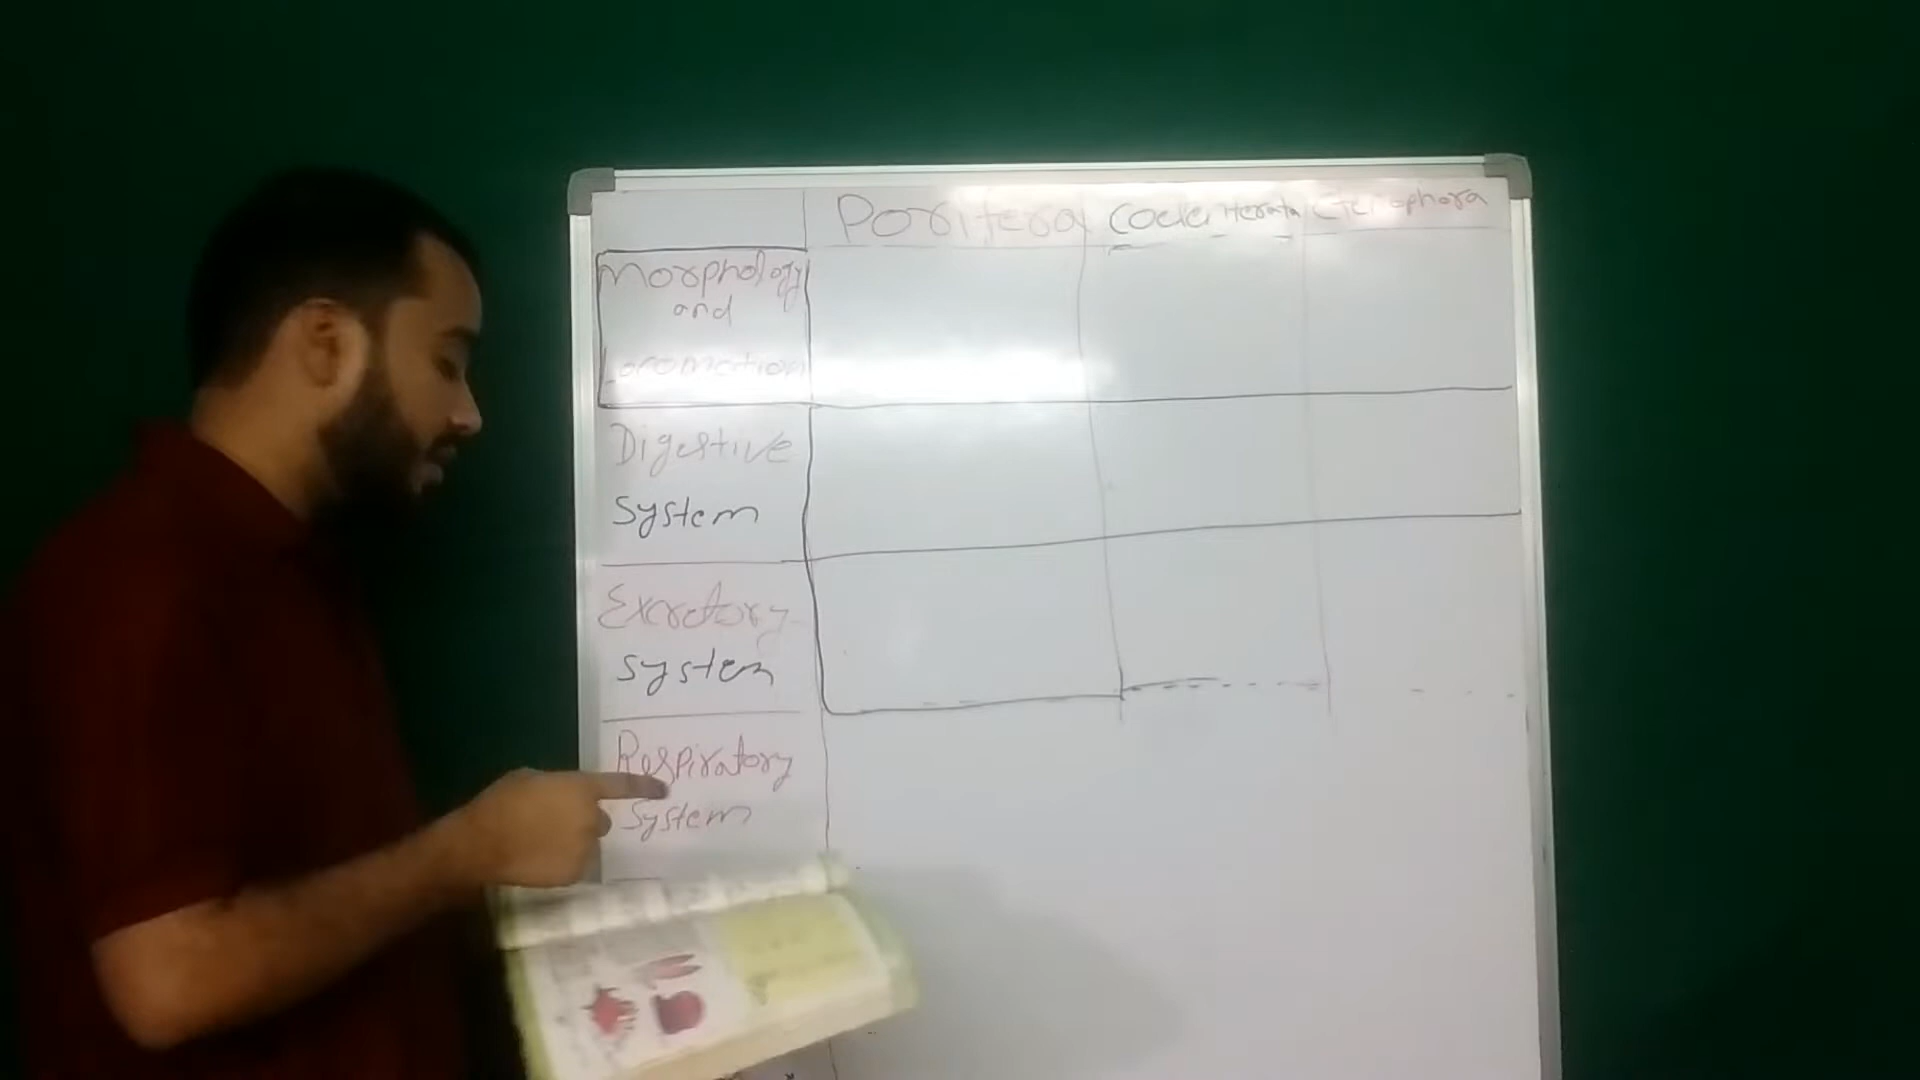 Porifera Coelenterata Ctenophora
Morphology
and
Locomotion
Digestive
System
Excretory
System
Respiratory
System